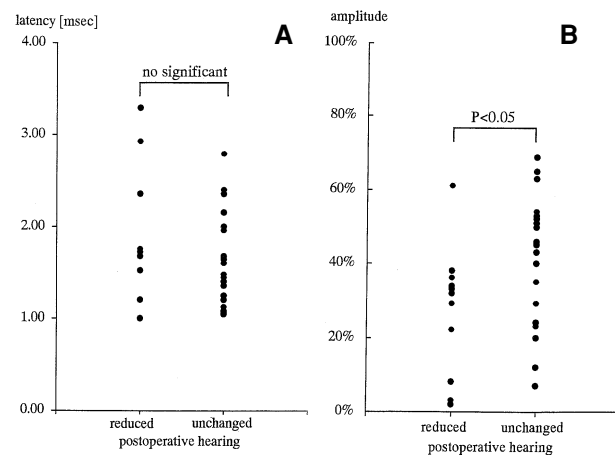 latency [msec]
A
4.00
no significant
3.00
2.00
1.00
0.00
reduced unchanged
postoperative hearing
amplitude
B
100%
80%
P<0.05
60%
40%
20%
0%
reduced unchanged
postoperative hearing